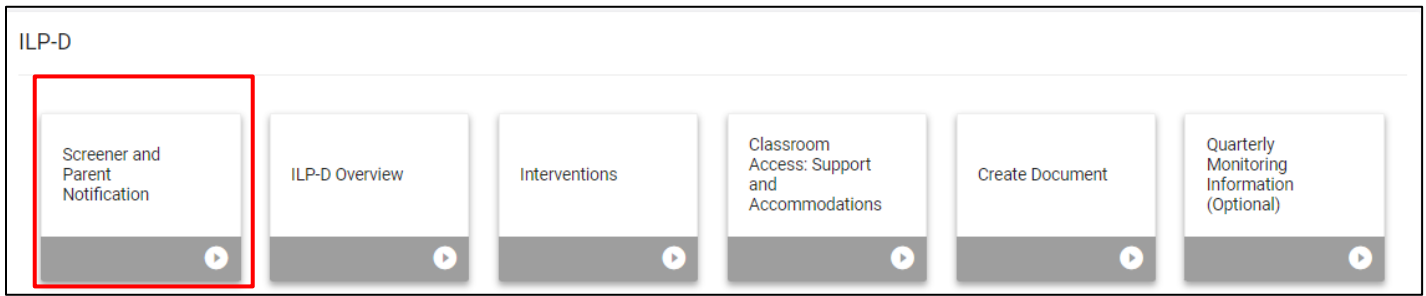 ILP-D
Screener and
Parent
Notification
ILP-D Overview
Interventions
Classroom
Access: Support
and
Accommodations
Create Document
Quarterly
Monitoring
Information
(Optional)